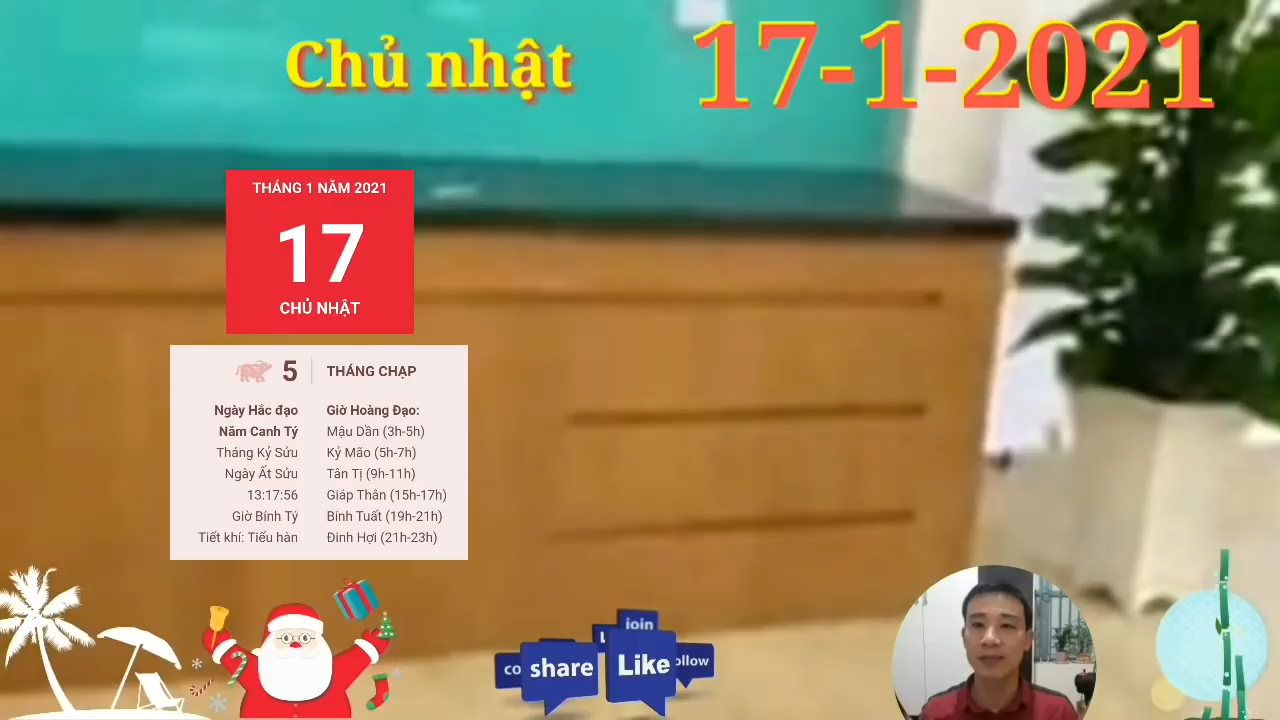 Chủ nhật 17-1-2021
THÁNG 1 NĂM 2021
17
CHỦ NHẬT
5 THÁNG CHẠP
Ngày Hắc đạo Giờ Hoàng Đạo:
Năm Canh Tý Mậu Dần (3h-5h)
Tháng Kỷ Sửu Kỷ Mão (5h-7h)
Ngày Ất Sửu Tân Tị (9h-11h)
13:17:56 Giáp Thân (15h-17h)
Giờ Bính Tý Bính Tuất (19h-21h)
Tiết khí: Tiểu hàn Đinh Hợi (21h-23h)
join
share Like